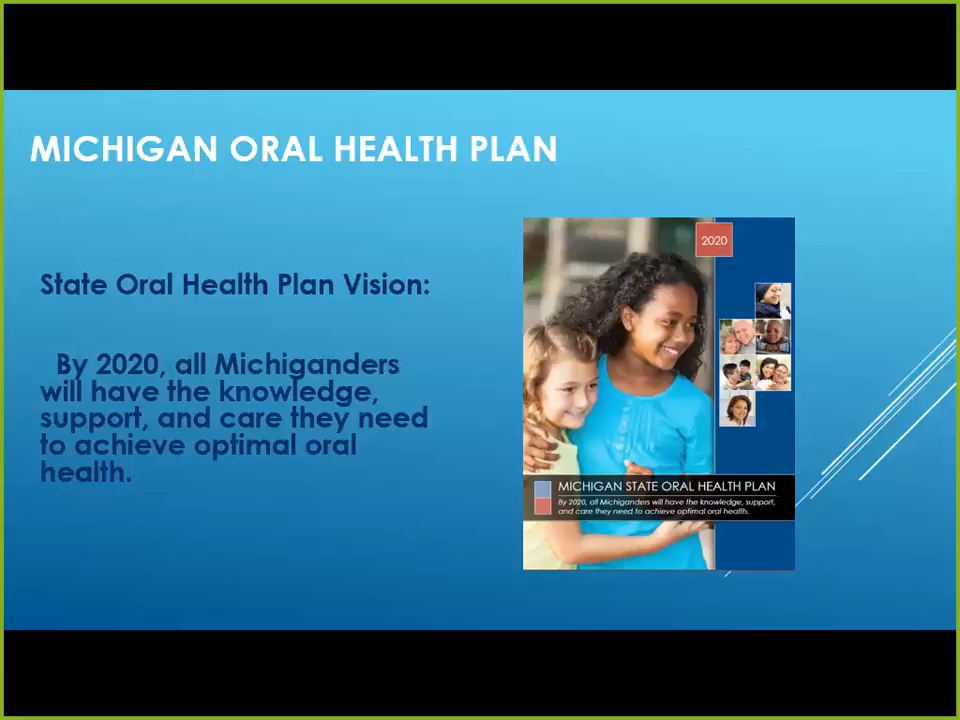 MICHIGAN ORAL HEALTH PLAN
State Oral Health Plan Vision:
By 2020, all Michiganders
will have the knowledge,
support, and care they need
to achieve optimal oral
health.
2020
MICHIGAN STATE ORAL HEALTH PLAN
By 2020, all Michiganders will have the knowledge, support,
and care they need to achieve optimal oral health.